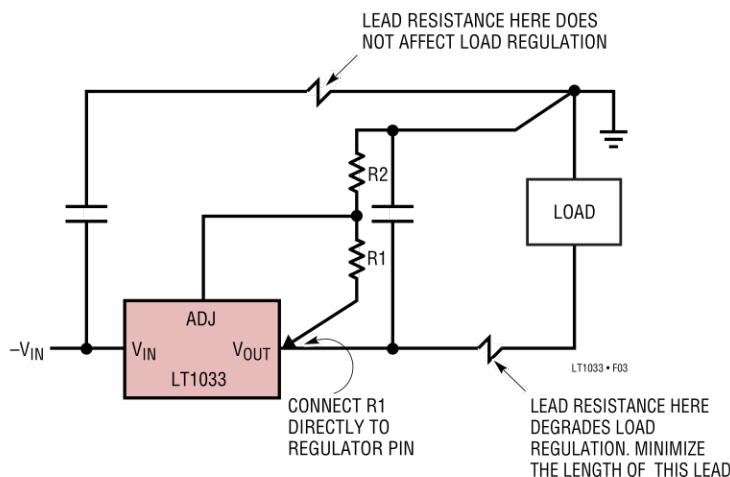 LEAD RESISTANCE HERE DOES
NOT AFFECT LOAD REGULATION
R2
LOAD
R1
ADJ
–VIN
VIN
VOUT
LT1033
LT1033 • F03
CONNECT R1
DIRECTLY TO
REGULATOR PIN
LEAD RESISTANCE HERE
DEGRADES LOAD
REGULATION. MINIMIZE
THE LENGTH OF THIS LEAD